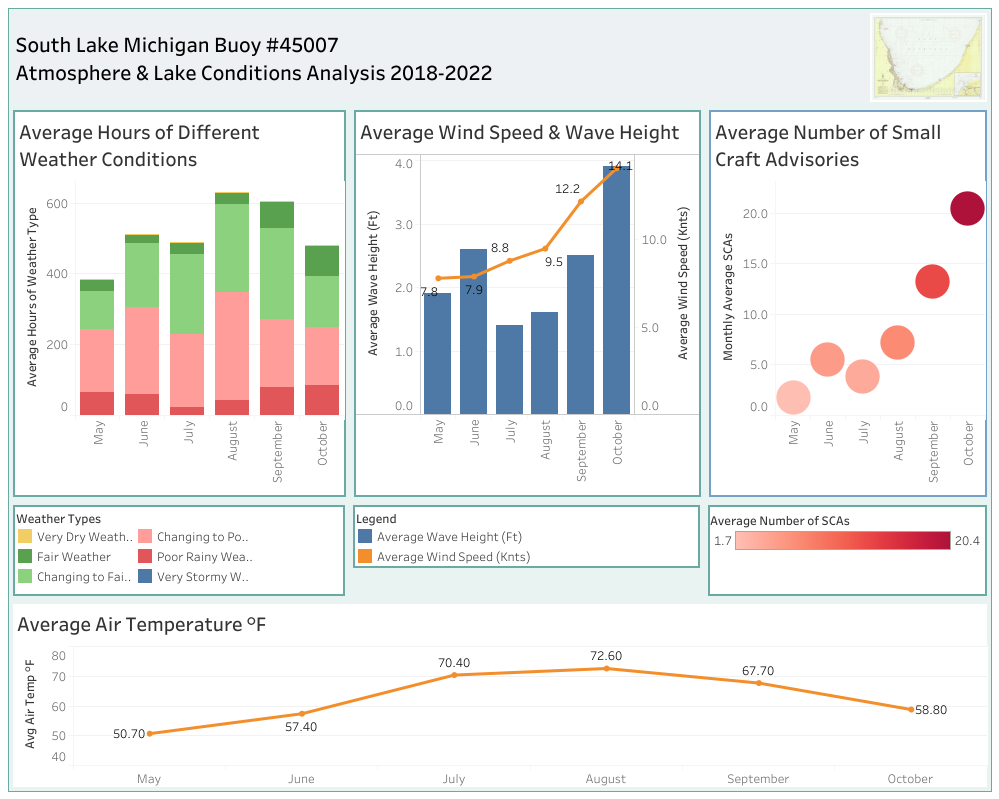 South Lake Michigan Buoy #45007
Atmosphere & Lake Conditions Analysis 2018-2022
Average Hours of Different
Weather Conditions
Average Hours of Weather Type
600
400
200
0
May
June
July
August
September
October
Average Wind Speed & Wave Height
Average Wave Height (Ft)
4.0
3.0
2.0
1.0
0.0
7.8
7.9
8.8
9.5
12.2
14.1
10.0
5.0
0.0
Average Wind Speed (Knts)
May
June
July
August
September
October
Average Number of Small
Craft Advisories
Monthly Average SCAs
20.0
15.0
10.0
5.0
0.0
May
June
July
August
September
October
Weather Types
Very Dry Weath..
Changing to Po..
Fair Weather
Poor Rainy Wea..
Changing to Fai..
Very Stormy W..
Legend
Average Wave Height (Ft)
Average Wind Speed (Knts)
Average Number of SCAs
1.7
20.4
Average Air Temperature °F
Avg Air Temp °F
80
70
60
50
40
50.70
57.40
70.40
72.60
67.70
58.80
May
June
July
August
September
October